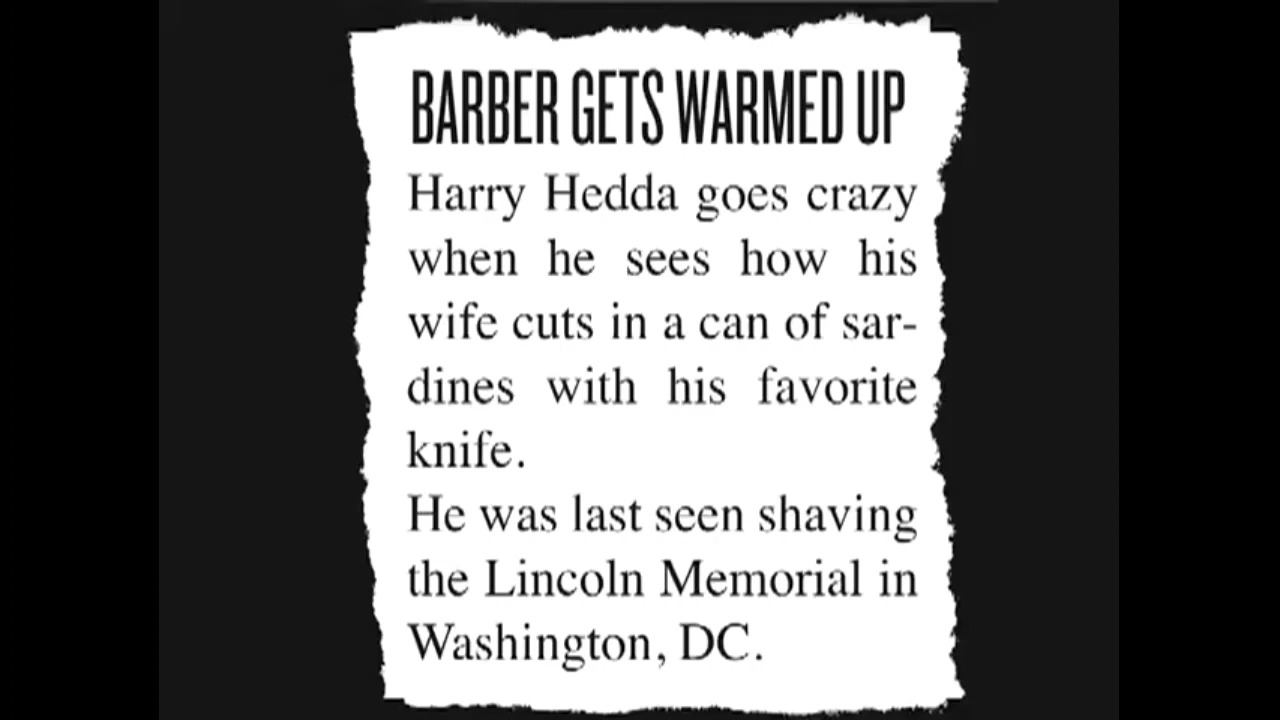 BARBER GETS WARMED UP
Harry Hedda goes crazy
when he sees how his
wife cuts in a can of sar-
dines with his favorite
knife.
He was last seen shaving
the Lincoln Memorial in
Washington, DC.